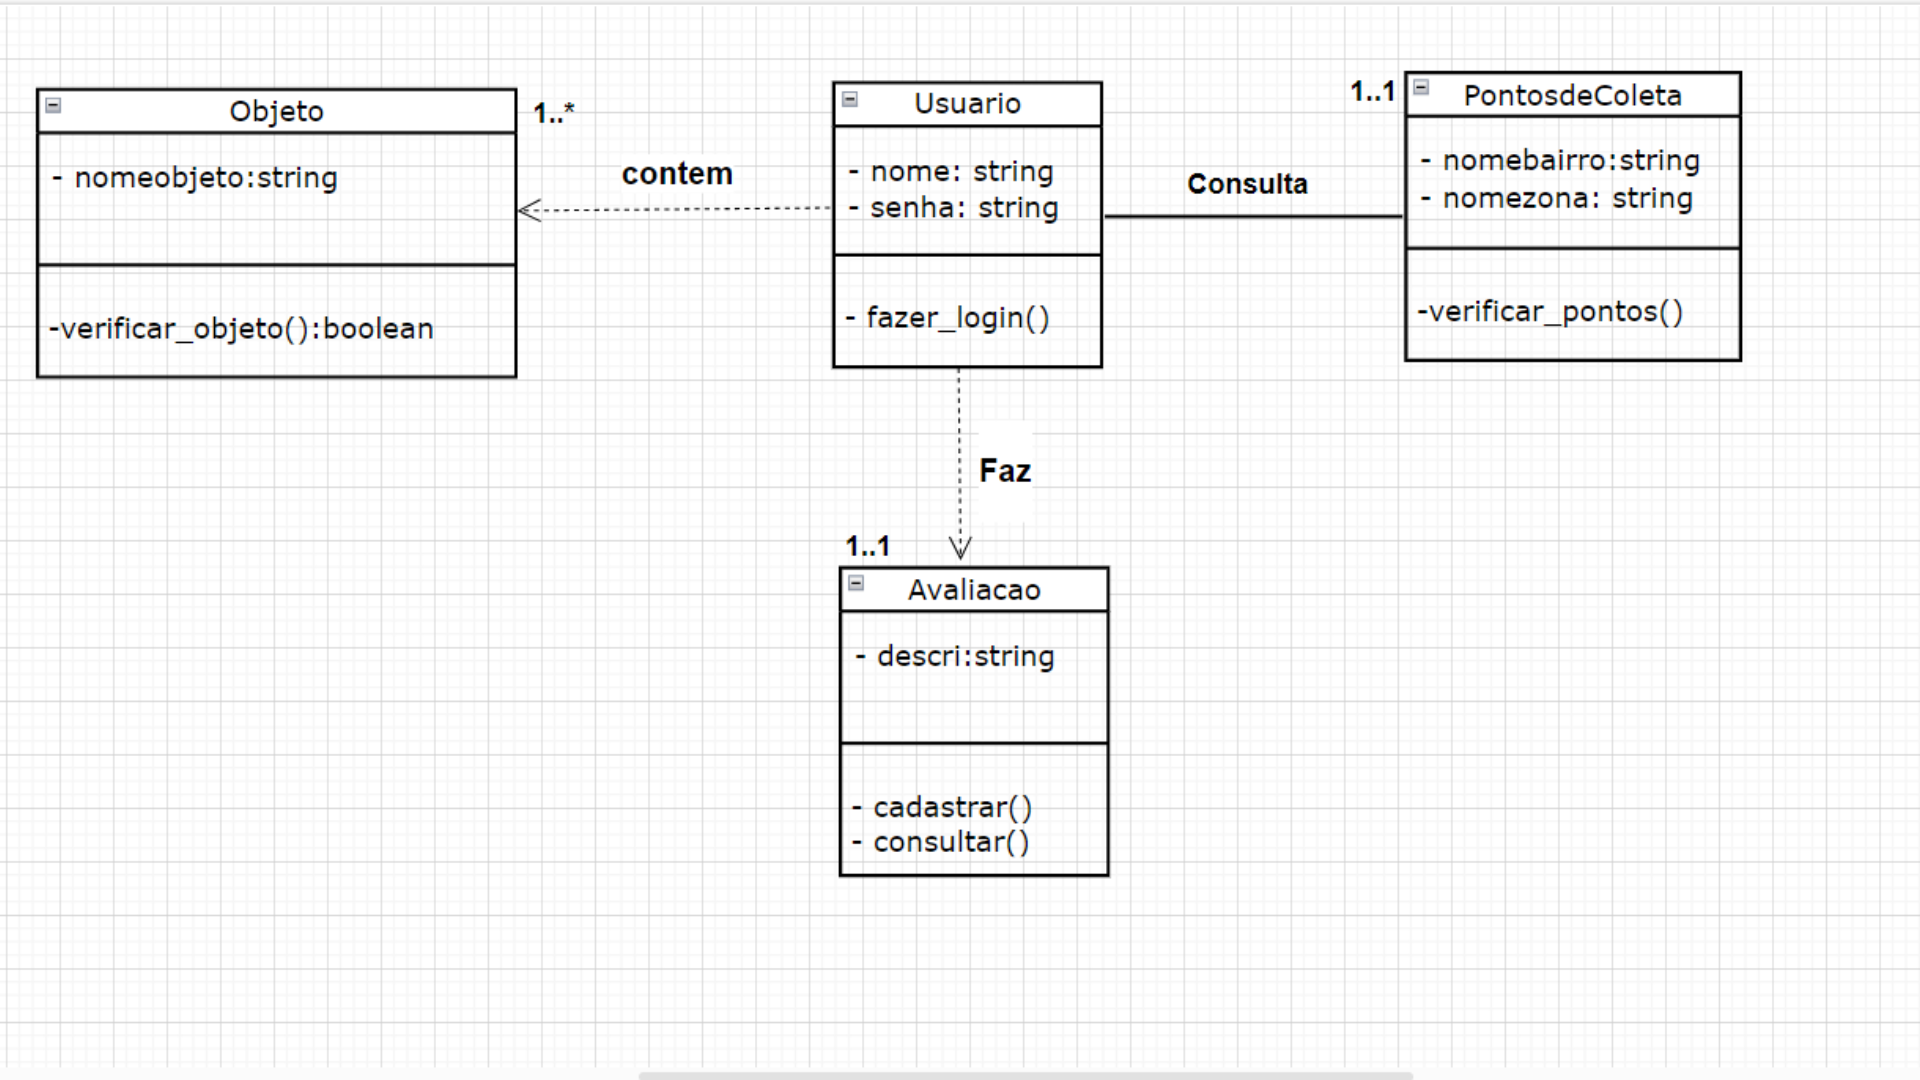 Objeto
- nomeobjeto:string
-verificar_objeto():boolean
1..*
contem
Usuario
- nome: string
- senha: string
- fazer_login()
Consulta
1..1
PontosdeColeta
- nomebairro:string
- nomezona: string
-verificar_pontos()
Faz
1..1
Avaliacao
- descri:string
- cadastrar()
- consultar()